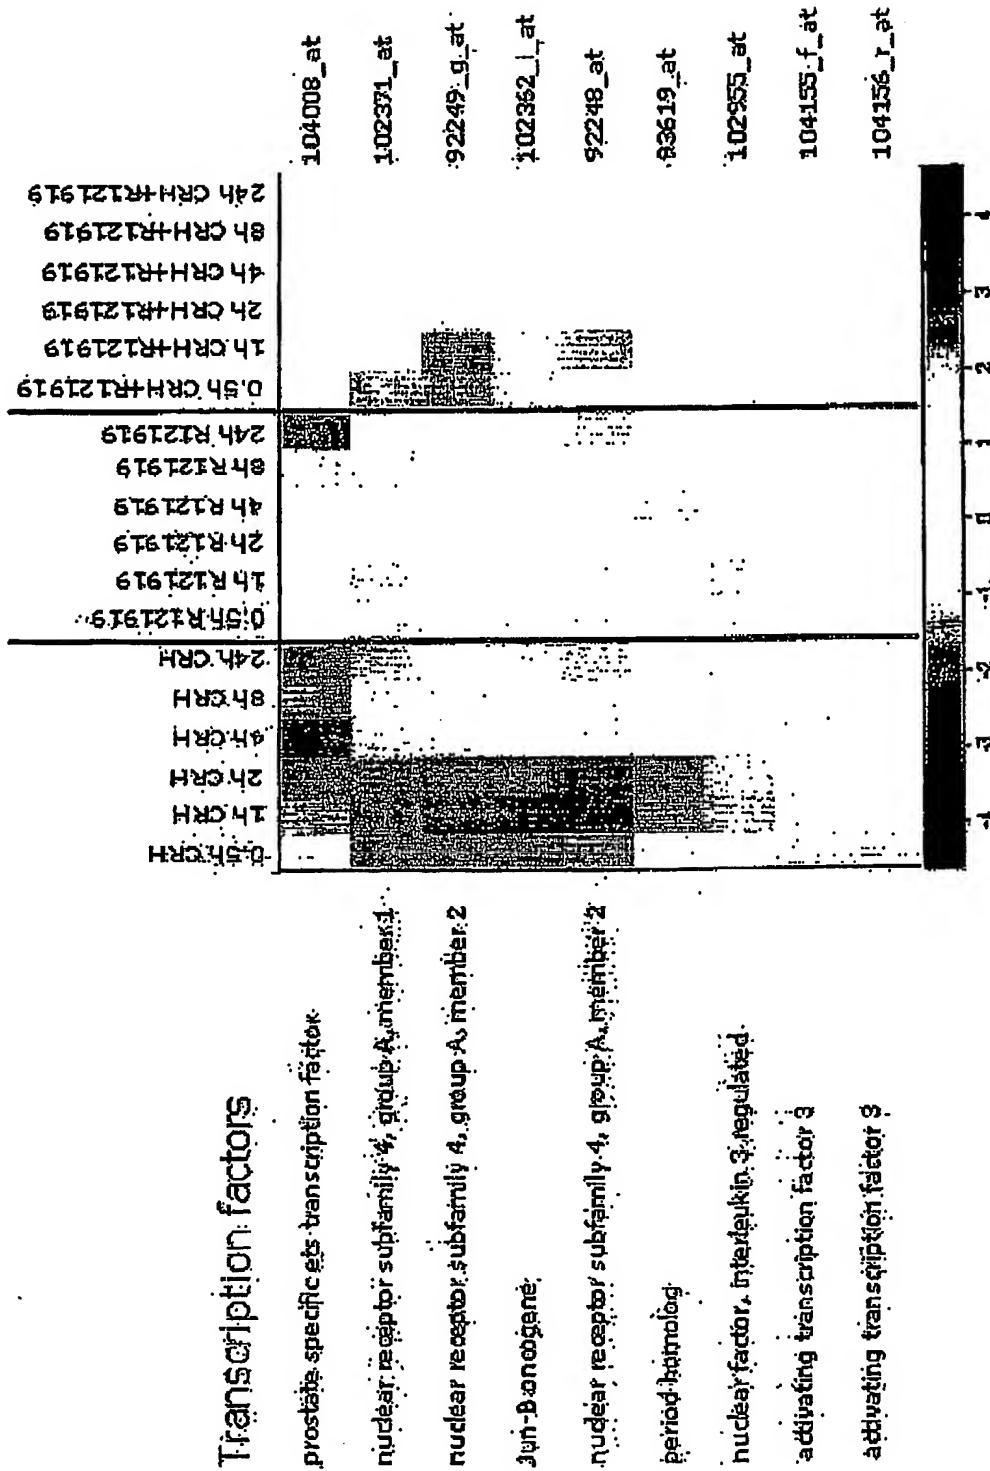 Transcription factors
0.5h CRH
1h CRH
2h CRH
4h CRH
8h CRH
24h CRH
0.5h R121919
1h R121919
2h R121919
4h R121919
8h R121919
24h R121919
0.5h CRH+R121919
1h CRH+R121919
2h CRH+R121919
4h CRH+R121919
8h CRH+R121919
24h CRH+R121919
prostate specific ets transcription factor 104008_at
nuclear receptor subfamily 4, group A, member 1 102371_at
nuclear receptor subfamily 4, group A, member 2 92249_g_at
Jun-B oncogene 102362_i_at
nuclear receptor subfamily 4, group A, member 2 92248_at
period homolog 93619_at
nuclear factor, interleukin 3, regulated 102955_at
activating transcription factor 3 104155_f_at
activating transcription factor 3 104156_r_at
-4 -3 -2 -1 0 1 2 3 4